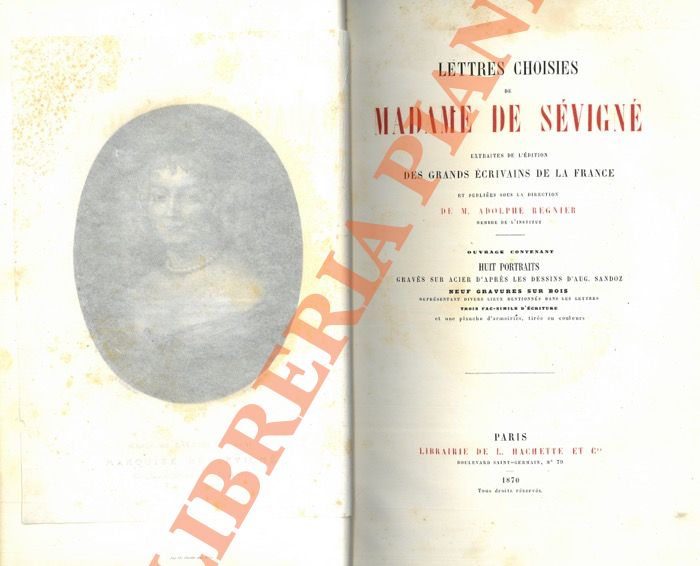 LETTRES CHOISIES
DE
MADAME DE SÉVIGNÉ
EXTRAITES DE L'ÉDITION
DES GRANDS ÉCRIVAINS DE LA FRANCE
ET PUBLIÉES SOUS LA DIRECTION
DE M. ADOLPHE REGNIER
MEMBRE DE L'INSTITUT
OUVRAGE CONTENANT
HUIT PORTRAITS
GRAVÉS SUR ACIER D'APRÈS LES DESSINS D'AUG. SANDOZ
NEUF GRAVURES SUR BOIS
REPRÉSENTANT DIVERS LIEUX MENTIONNÉS DANS LES LETTRES
TROIS FAC-SIMILE D'ÉCRITURE
et une planche d'armoiries, tirée en couleurs
PARIS
LIBRAIRIE DE L. HACHETTE ET Cie
BOULEVARD SAINT-GERMAIN, N° 79
1870
Tous droits réservés.
LIBRERIA PIANI